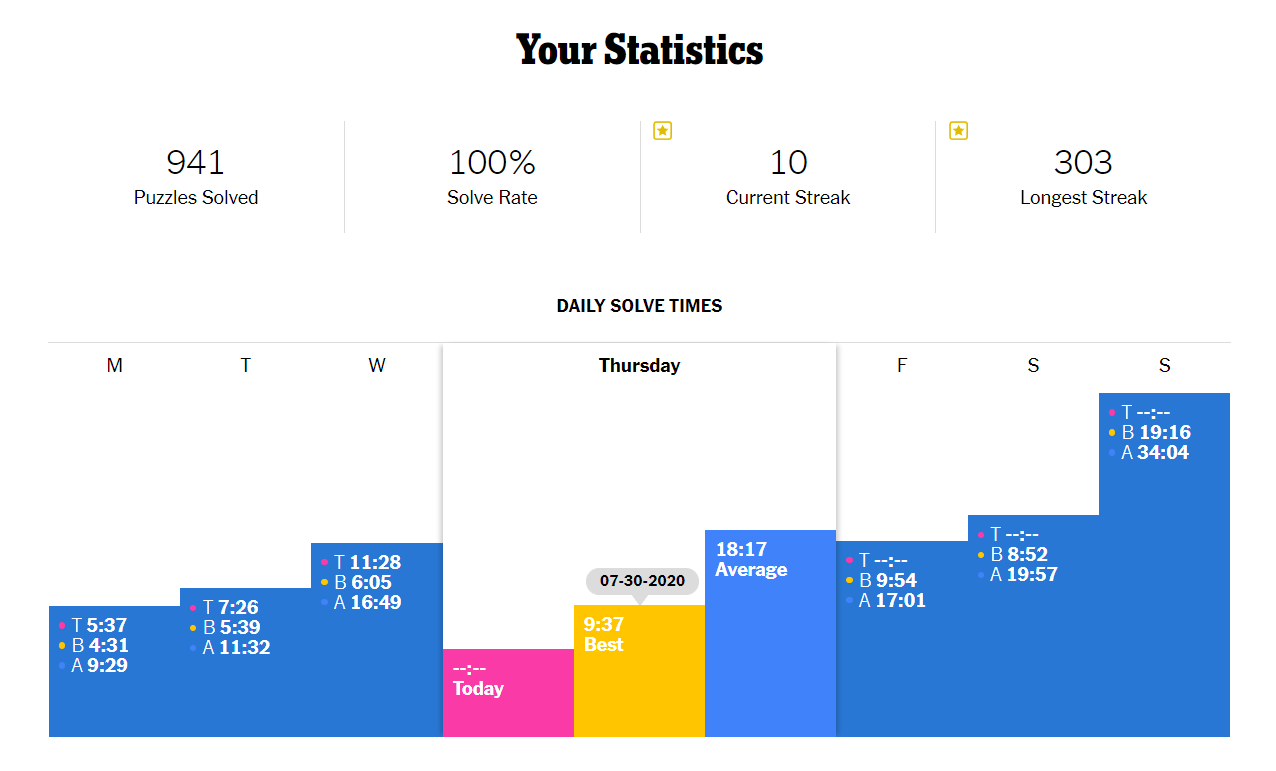 Your Statistics
941
Puzzles Solved
100%
Solve Rate
10
Current Streak
303
Longest Streak
DAILY SOLVE TIMES
M
T 5:37
B 4:31
A 9:29
T
T 7:26
B 5:39
A 11:32
W
T 11:28
B 6:05
A 16:49
Thursday
--:--
Today
07-30-2020
9:37
Best
18:17
Average
F
T --:--
B 9:54
A 17:01
S
T --:--
B 8:52
A 19:57
S
T --:--
B 19:16
A 34:04